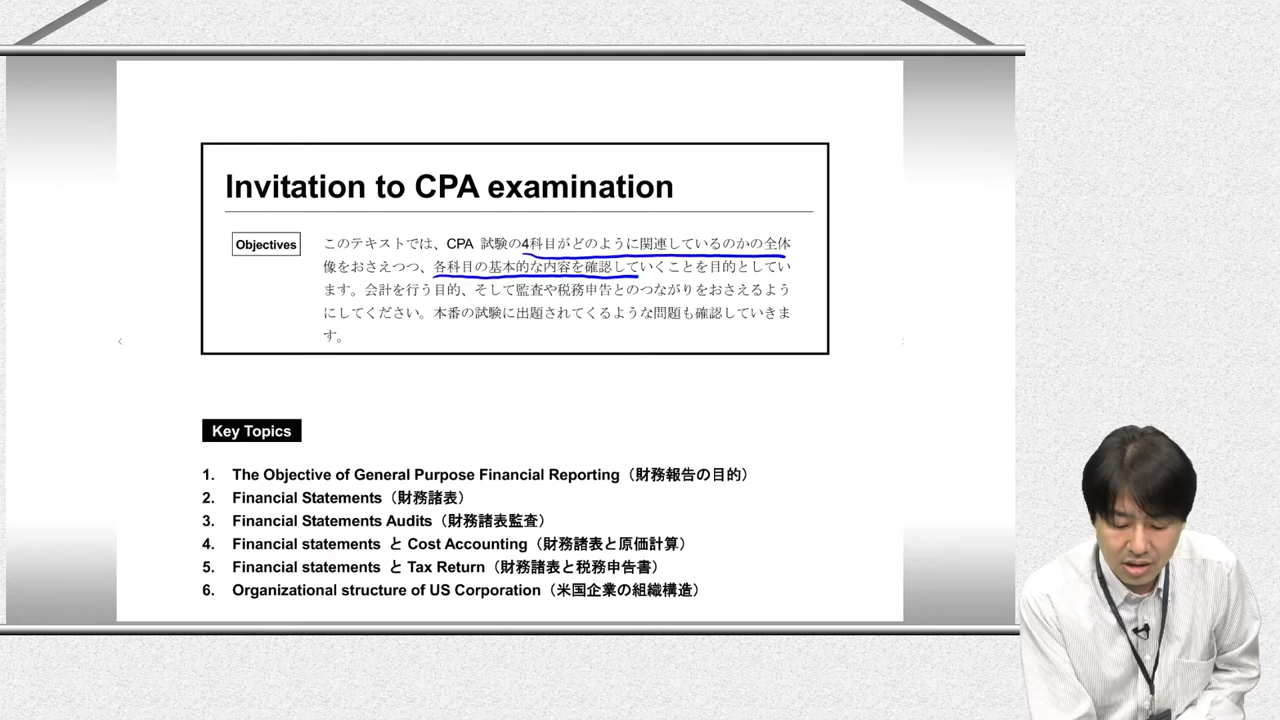 Invitation to CPA examination
Objectives
このテキストでは、CPA 試験の4科目がどのように関連しているのかの全体
像をおさえつつ、各科目の基本的な内容を確認していくことを目的としてい
ます。会計を行う目的、そして監査や税務申告とのつながりをおさえるよう
にしてください。本番の試験に出題されてくるような問題も確認していきま
す。
Key Topics
1. The Objective of General Purpose Financial Reporting（財務報告の目的）
2. Financial Statements（財務諸表）
3. Financial Statements Audits（財務諸表監査）
4. Financial statements と Cost Accounting（財務諸表と原価計算）
5. Financial statements と Tax Return（財務諸表と税務申告書）
6. Organizational structure of US Corporation（米国企業の組織構造）